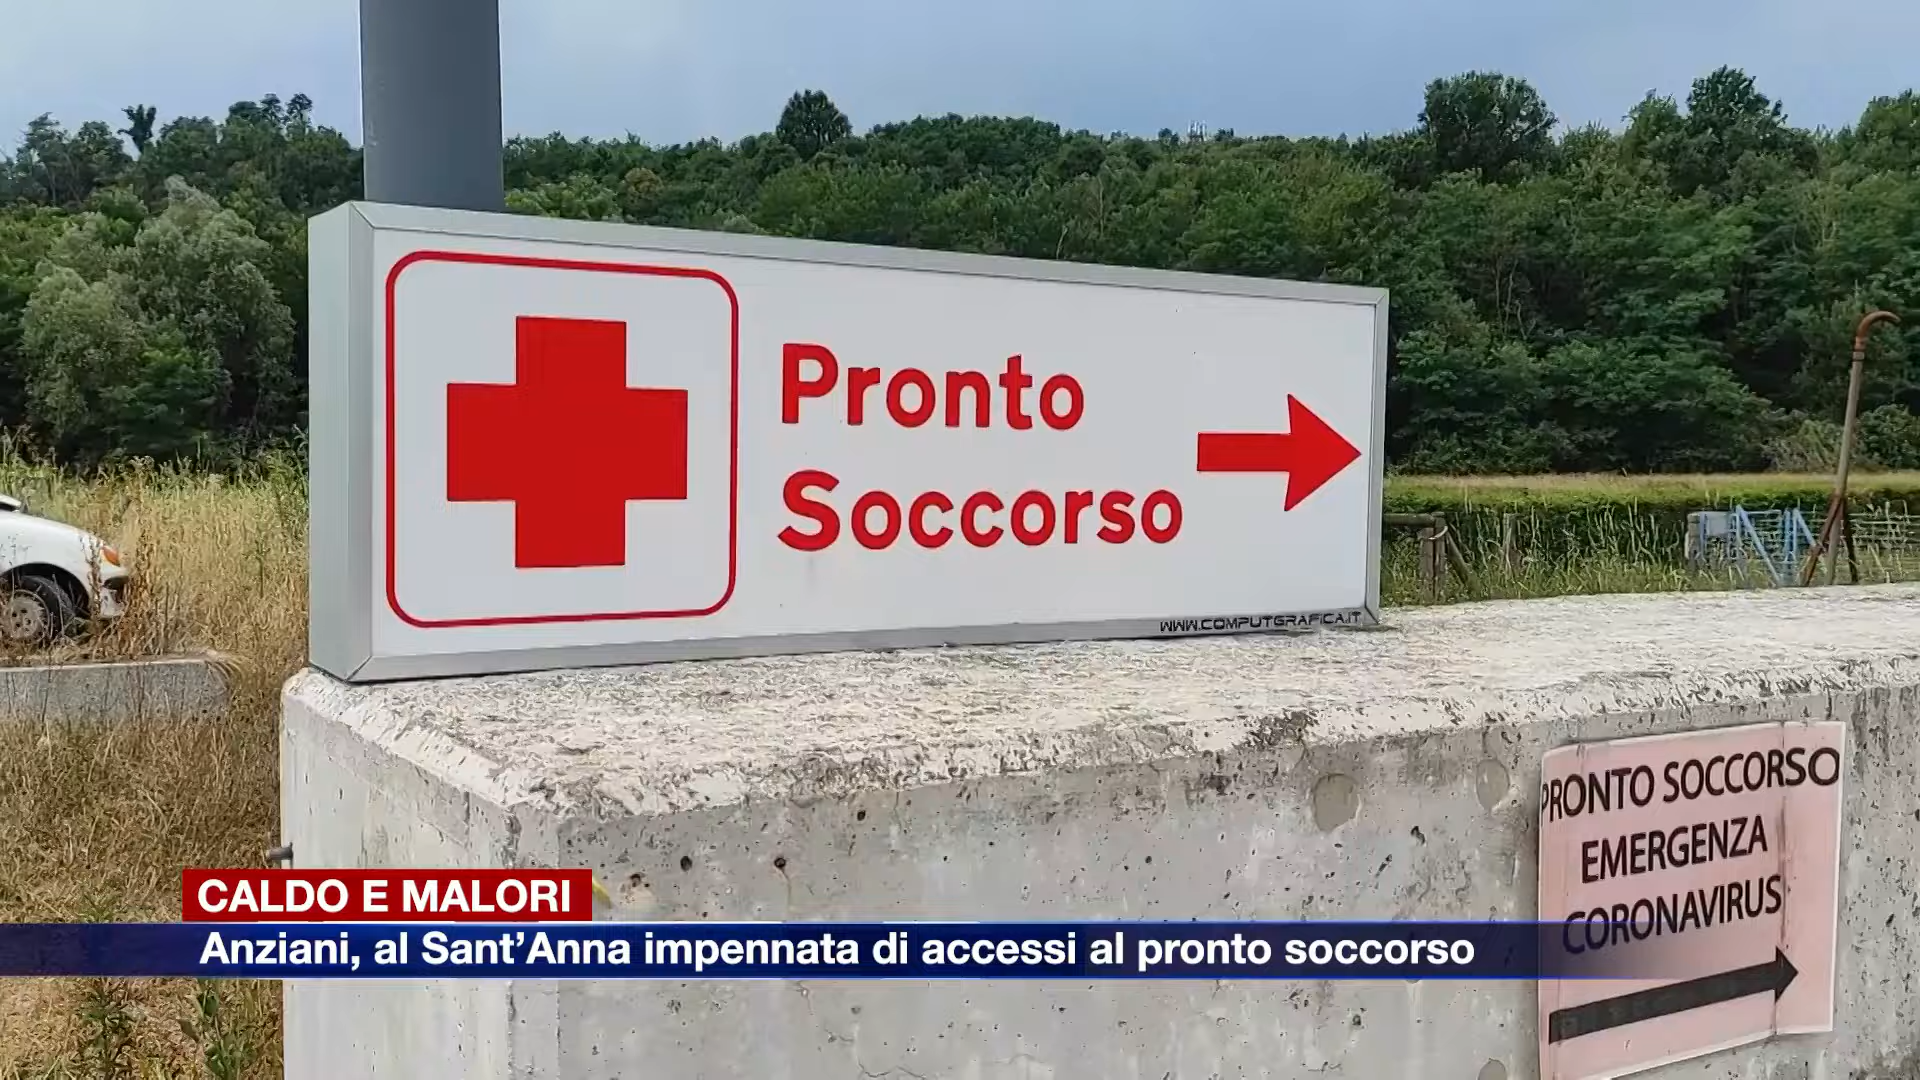 Pronto
Soccorso
WWW.COMPUTGRAFICA.IT
PRONTO SOCCORSO
EMERGENZA
CORONAVIRUS
CALDO E MALORI
Anziani, al Sant’Anna impennata di accessi al pronto soccorso